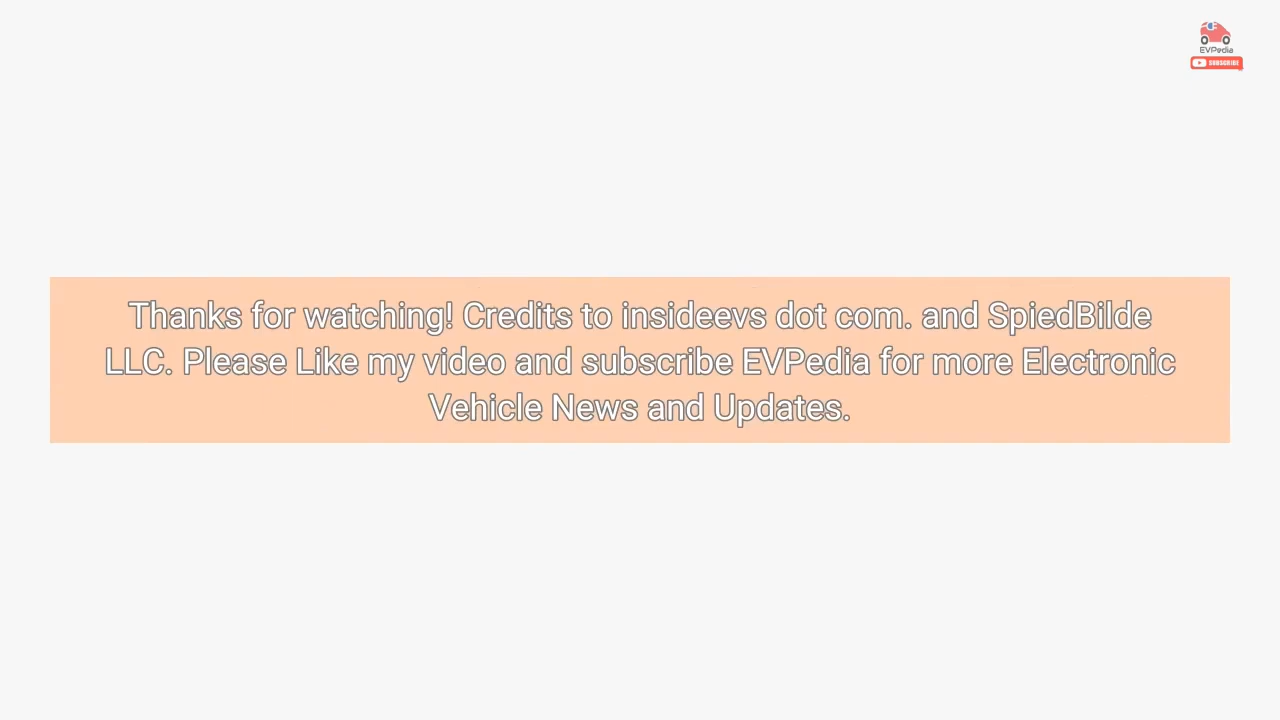 EVPedia
SUBSCRIBE
Thanks for watching! Credits to insideevs dot com. and SpiedBilde
LLC. Please Like my video and subscribe EVPedia for more Electronic
Vehicle News and Updates.